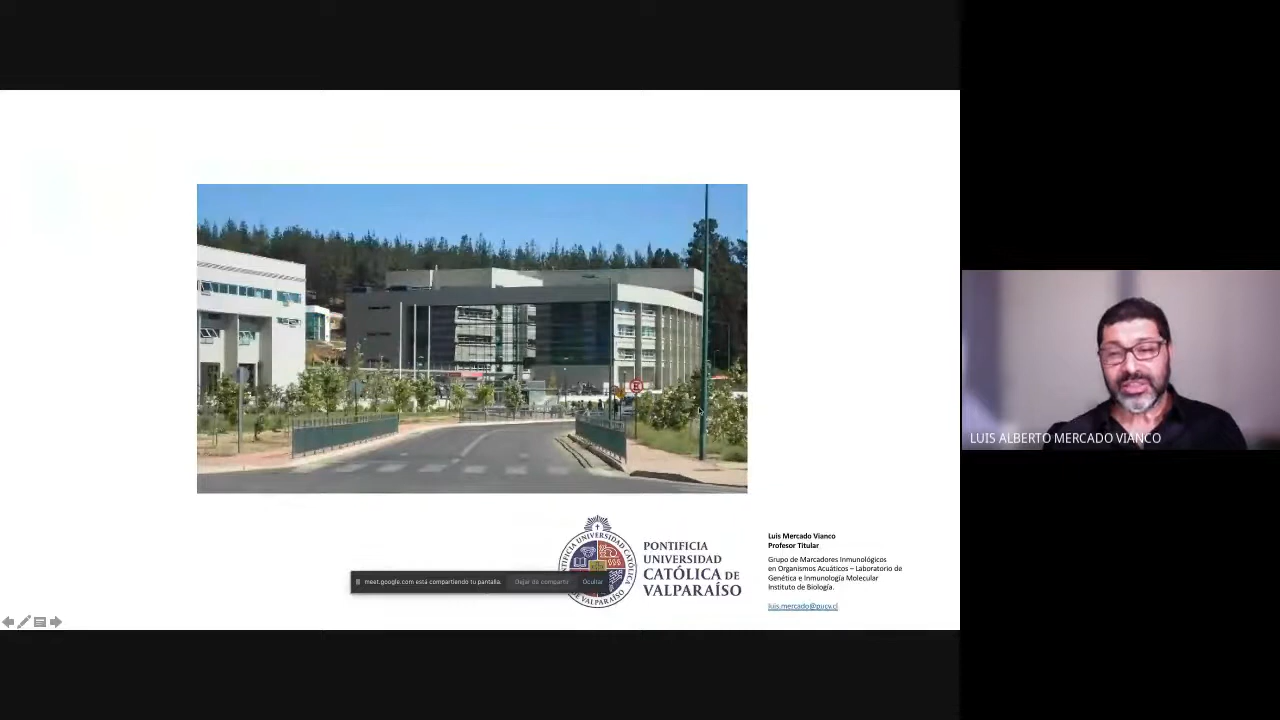 PONTIFICIA
UNIVERSIDAD
CATÓLICA DE
VALPARAÍSO
Luis Mercado Vianco
Profesor Titular
Grupo de Marcadores Inmunológicos
en Organismos Acuáticos – Laboratorio de
Genética e Inmunología Molecular
Instituto de Biología.
luis.mercado@pucv.cl
meet.google.com está compartiendo tu pantalla.
Dejar de compartir
Ocultar
LUIS ALBERTO MERCADO VIANCO